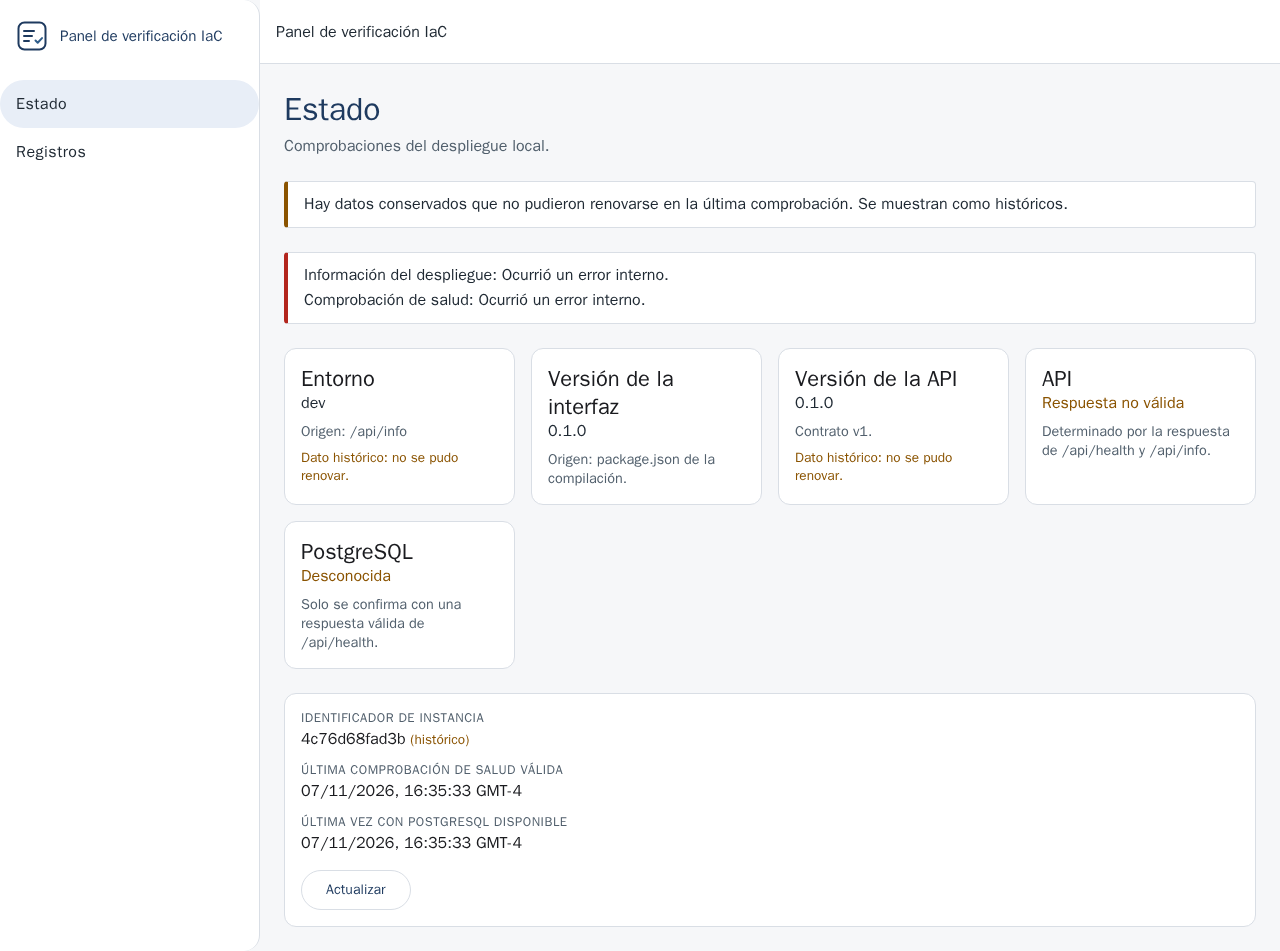 Panel de verificación IaC
Panel de verificación IaC
Estado
Registros
Estado
Comprobaciones del despliegue local.
Hay datos conservados que no pudieron renovarse en la última comprobación. Se muestran como históricos.
Información del despliegue: Ocurrió un error interno.
Comprobación de salud: Ocurrió un error interno.
Entorno
dev
Origen: /api/info
Dato histórico: no se pudo
renovar.
Versión de la
interfaz
0.1.0
Origen: package.json de la
compilación.
Versión de la API
0.1.0
Contrato v1.
Dato histórico: no se pudo
renovar.
API
Respuesta no válida
Determinado por la respuesta
de /api/health y /api/info.
PostgreSQL
Desconocida
Solo se confirma con una
respuesta válida de
/api/health.
IDENTIFICADOR DE INSTANCIA
4c76d68fad3b (histórico)
ÚLTIMA COMPROBACIÓN DE SALUD VÁLIDA
07/11/2026, 16:35:33 GMT-4
ÚLTIMA VEZ CON POSTGRESQL DISPONIBLE
07/11/2026, 16:35:33 GMT-4
Actualizar